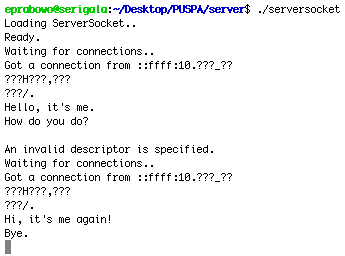 eprabowo@serigala:~/Desktop/PUSPA/server$ ./serversocket
Loading ServerSocket..
Ready.
Waiting for connections..
Got a connection from ::ffff:10.???_??
???H???,???
???/.
Hello, it's me.
How do you do?
An invalid descriptor is specified.
Waiting for connections..
Got a connection from ::ffff:10.???_??
???H???,???
???/.
Hi, it's me again!
Bye.